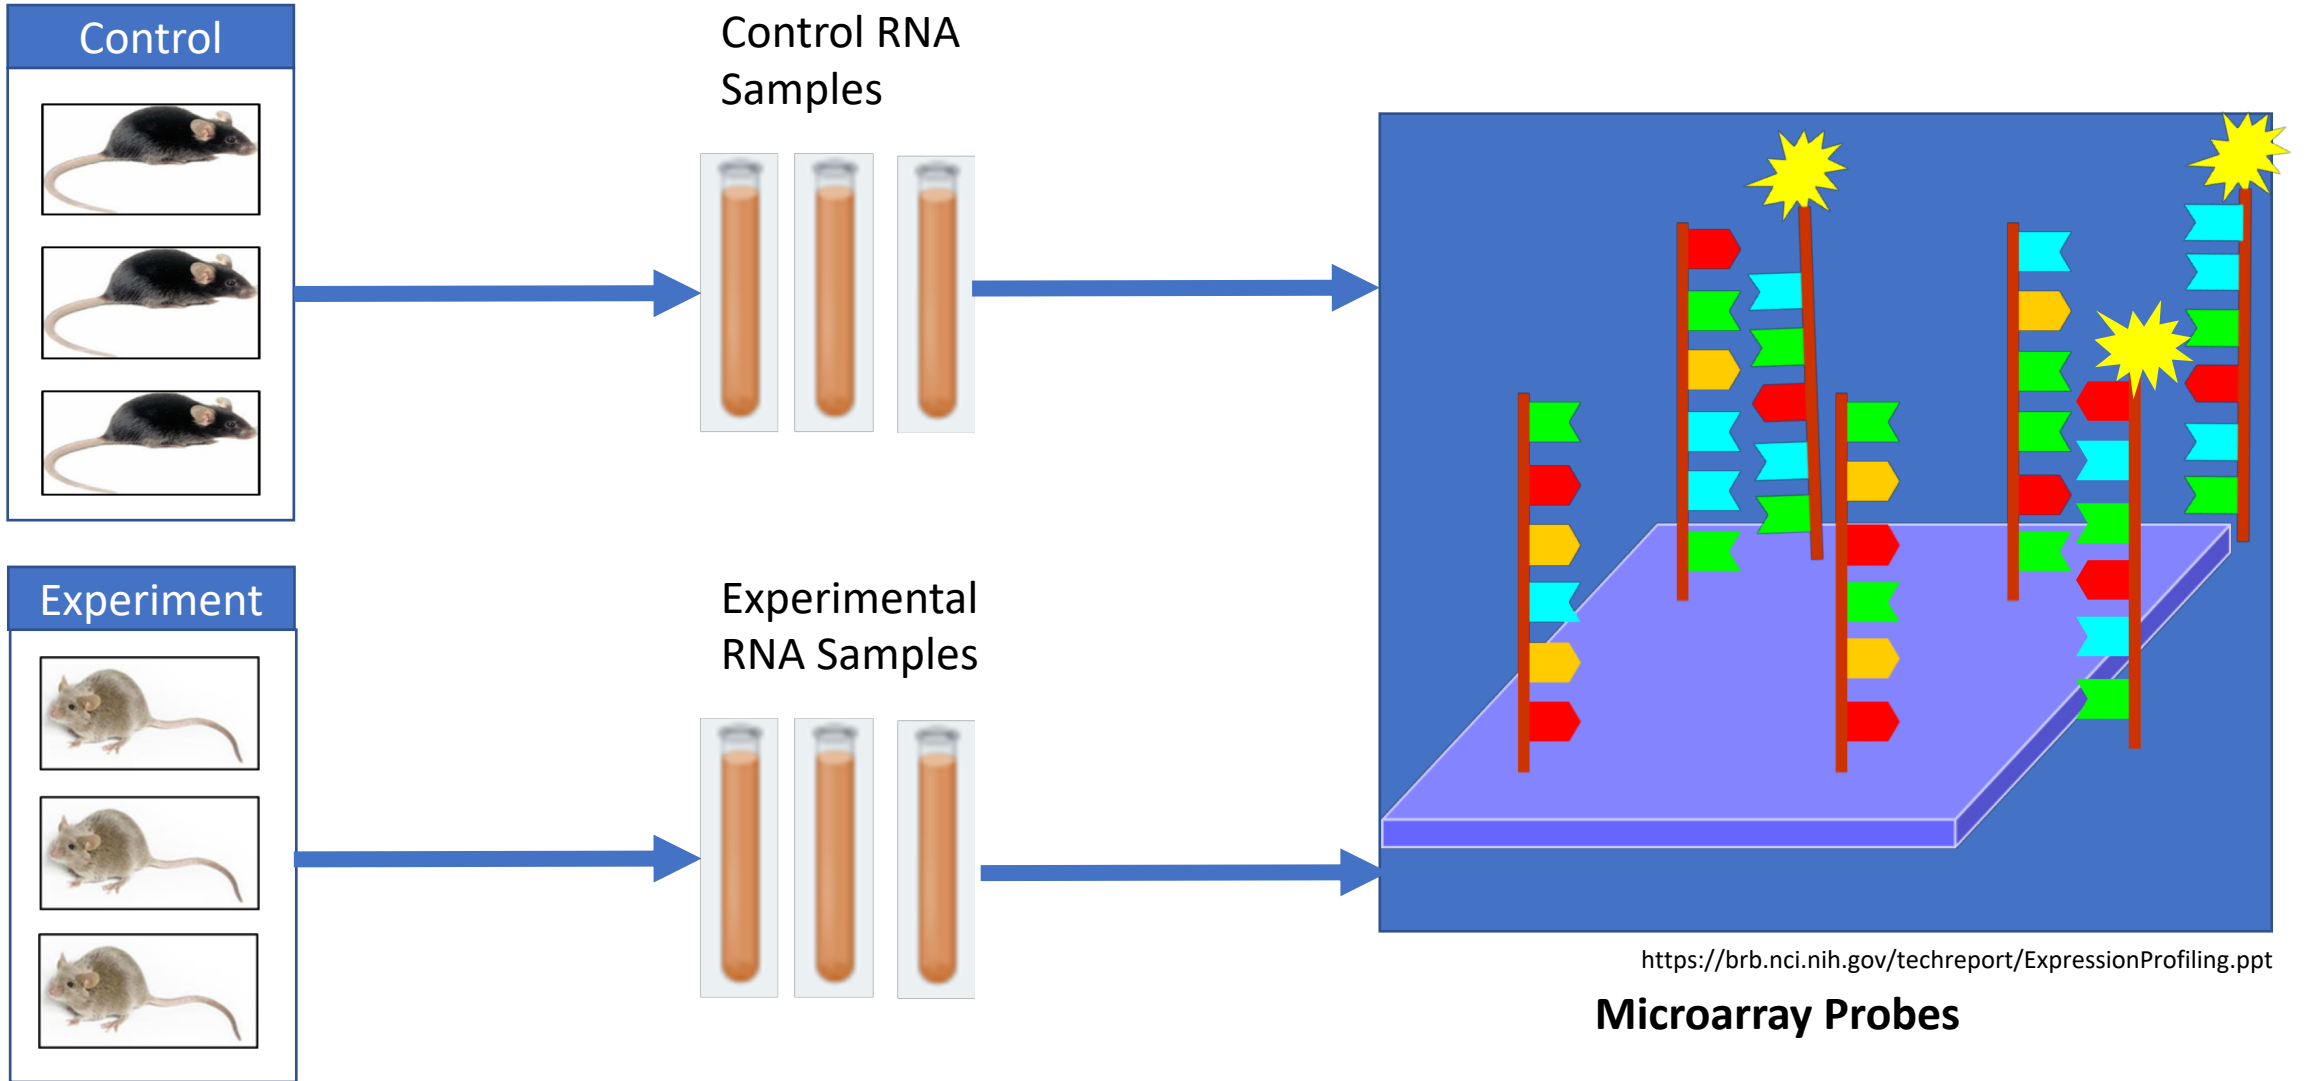 Control
Control RNA
Samples
Experiment
Experimental
RNA Samples
https://brb.nci.nih.gov/techreport/ExpressionProfiling.ppt
Microarray Probes